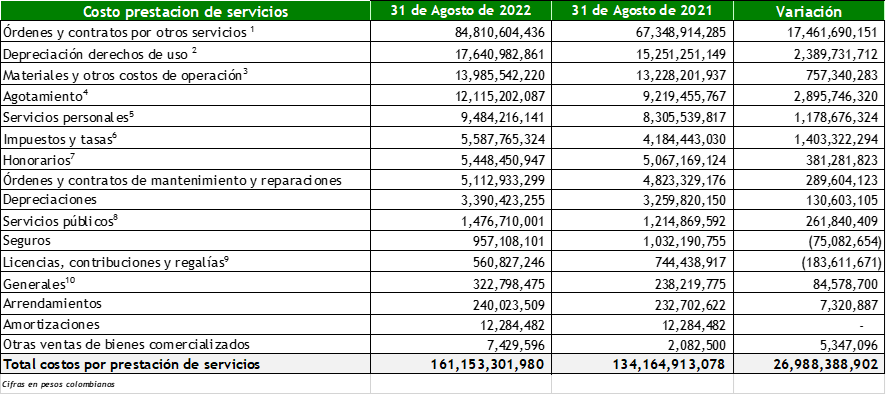 Costo prestacion de servicios 31 de Agosto de 2022 31 de Agosto de 2021 Variación
Órdenes y contratos por otros servicios ¹ 84,810,604,436 67,348,914,285 17,461,690,151
Depreciación derechos de uso ² 17,640,982,861 15,251,251,149 2,389,731,712
Materiales y otros costos de operación³ 13,985,542,220 13,228,201,937 757,340,283
Agotamiento⁴ 12,115,202,087 9,219,455,767 2,895,746,320
Servicios personales⁵ 9,484,216,141 8,305,539,817 1,178,676,324
Impuestos y tasas⁶ 5,587,765,324 4,184,443,030 1,403,322,294
Honorarios⁷ 5,448,450,947 5,067,169,124 381,281,823
Órdenes y contratos de mantenimiento y reparaciones 5,112,933,299 4,823,329,176 289,604,123
Depreciaciones 3,390,423,255 3,259,820,150 130,603,105
Servicios públicos⁸ 1,476,710,001 1,214,869,592 261,840,409
Seguros 957,108,101 1,032,190,755 (75,082,654)
Licencias, contribuciones y regalías⁹ 560,827,246 744,438,917 (183,611,671)
Generales¹⁰ 322,798,475 238,219,775 84,578,700
Arrendamientos 240,023,509 232,702,622 7,320,887
Amortizaciones 12,284,482 12,284,482 -
Otras ventas de bienes comercializados 7,429,596 2,082,500 5,347,096
Total costos por prestación de servicios 161,153,301,980 134,164,913,078 26,988,388,902
Cifras en pesos colombianos